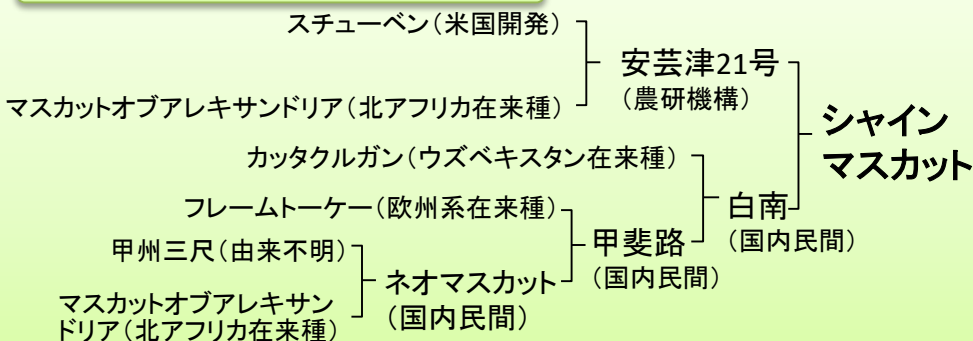 スチューベン（米国開発）
安芸津21号
（農研機構）
マスカットオブアレキサンドリア（北アフリカ在来種）
シャイン
マスカット
カッタクルガン（ウズベキスタン在来種）
白南
（国内民間）
フレームトーケー（欧州系在来種）
甲斐路
（国内民間）
甲州三尺（由来不明）
ネオマスカット
（国内民間）
マスカットオブアレキサン
ドリア（北アフリカ在来種）